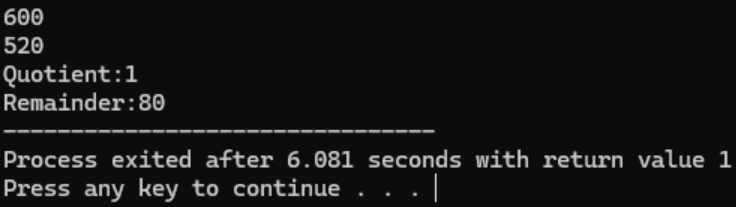 600
520
Quotient:1
Remainder:80
--------------------------------
Process exited after 6.081 seconds with return value 1
Press any key to continue . . .